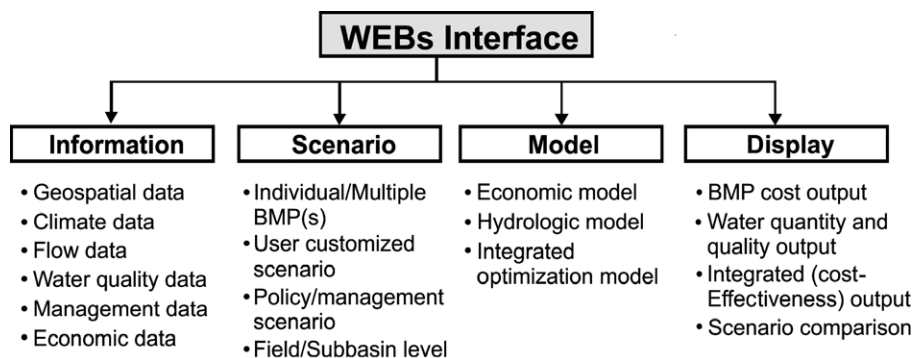 WEBs Interface
Information
• Geospatial data
• Climate data
• Flow data
• Water quality data
• Management data
• Economic data
Scenario
• Individual/Multiple
BMP(s)
• User customized
scenario
• Policy/management
scenario
• Field/Subbasin level
Model
• Economic model
• Hydrologic model
• Integrated
optimization model
Display
• BMP cost output
• Water quantity and
quality output
• Integrated (cost-
Effectiveness) output
• Scenario comparison